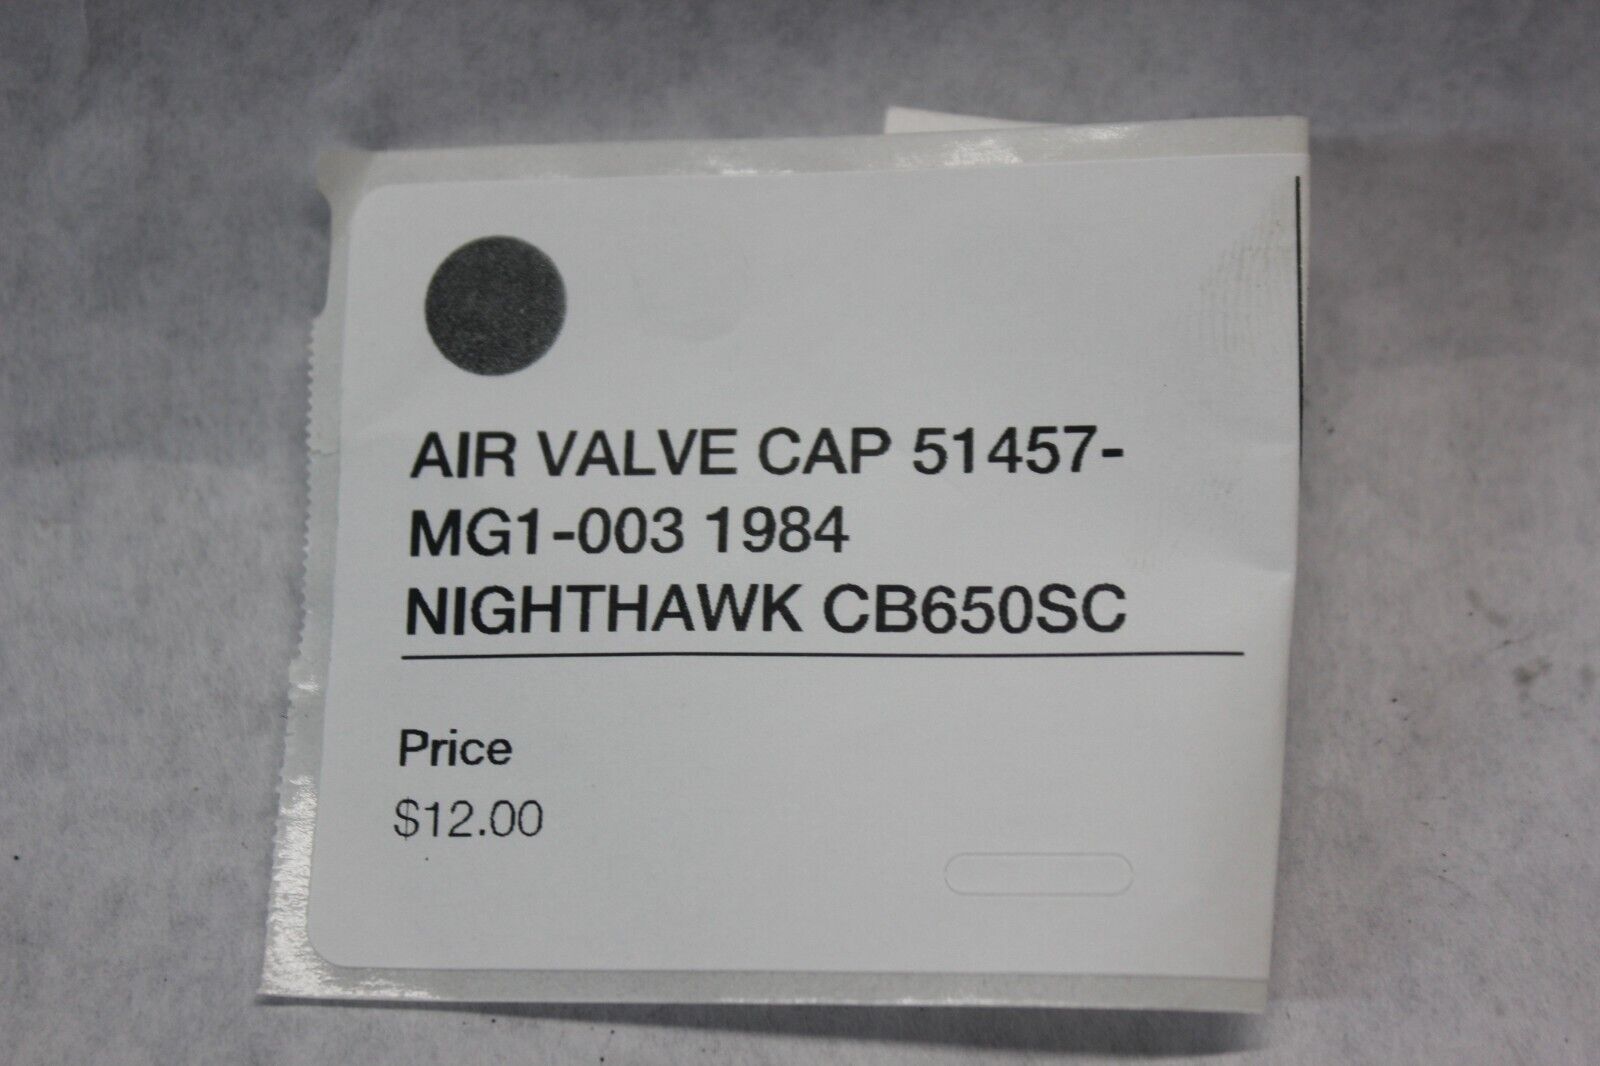 AIR VALVE CAP 51457-
MG1-003 1984
NIGHTHAWK CB650SC
Price
$12.00